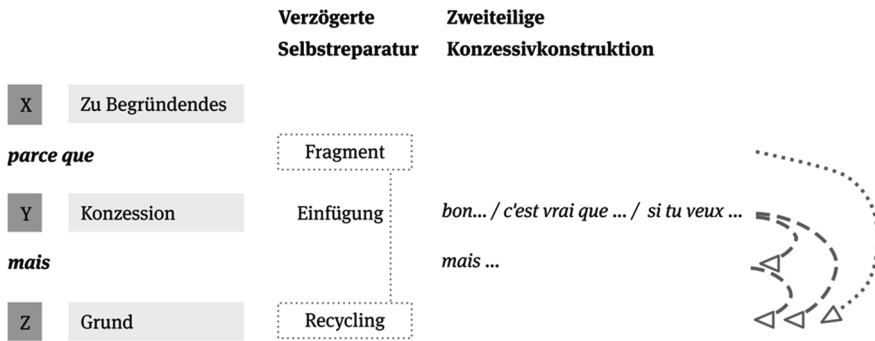 Verzögerte Zweiteilige
Selbstreparatur Konzessivkonstruktion
X Zu Begründendes
parce que Fragment
Y Konzession Einfügung bon... / c'est vrai que ... / si tu veux ...
mais mais ...
Z Grund Recycling